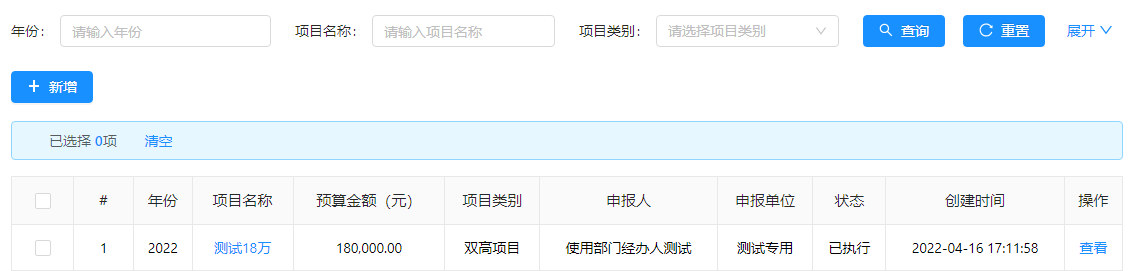 年份： 请输入年份 项目名称： 请输入项目名称 项目类别： 请选择项目类别 查询 重置 展开
新增
已选择 0项 清空
# 年份 项目名称 预算金额（元） 项目类别 申报人 申报单位 状态 创建时间 操作
1 2022 测试18万 180,000.00 双高项目 使用部门经办人测试 测试专用 已执行 2022-04-16 17:11:58 查看